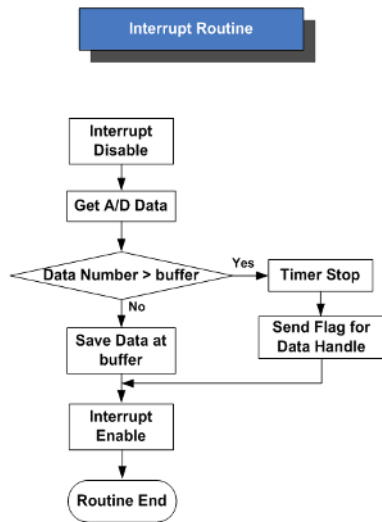 Interrupt Routine
Interrupt
Disable
Get A/D Data
Data Number > buffer
Yes
Timer Stop
No
Save Data at
buffer
Send Flag for
Data Handle
Interrupt
Enable
Routine End